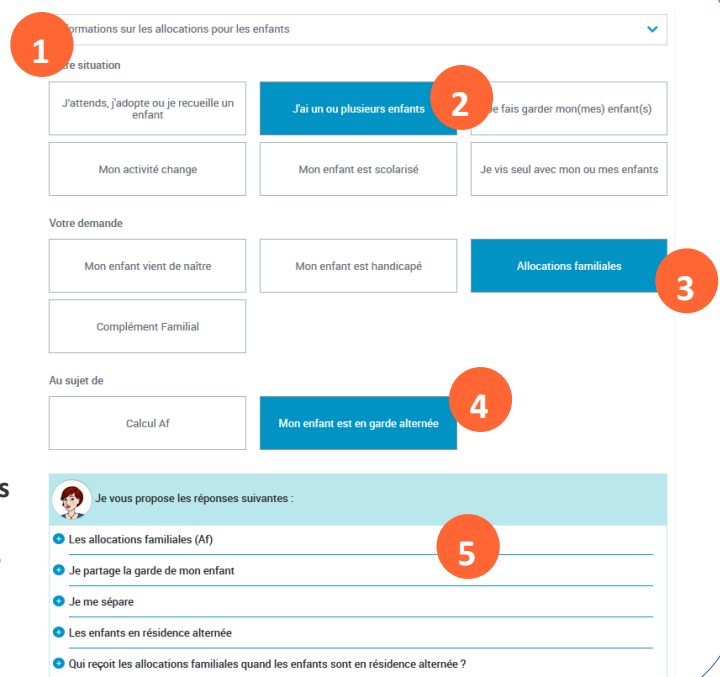 1
formations sur les allocations pour les enfants
re situation
J'attends, j'adopte ou je recueille un enfant
J'ai un ou plusieurs enfants
2
e fais garder mon(mes) enfant(s)
Mon activité change
Mon enfant est scolarisé
Je vis seul avec mon ou mes enfants
Votre demande
Mon enfant vient de naître
Mon enfant est handicapé
Allocations familiales
3
Complément Familial
Au sujet de
Calcul Af
Mon enfant est en garde alternée
4
s
Je vous propose les réponses suivantes :
Les allocations familiales (Af)
5
Je partage la garde de mon enfant
Je me sépare
Les enfants en résidence alternée
Qui reçoit les allocations familiales quand les enfants sont en résidence alternée ?